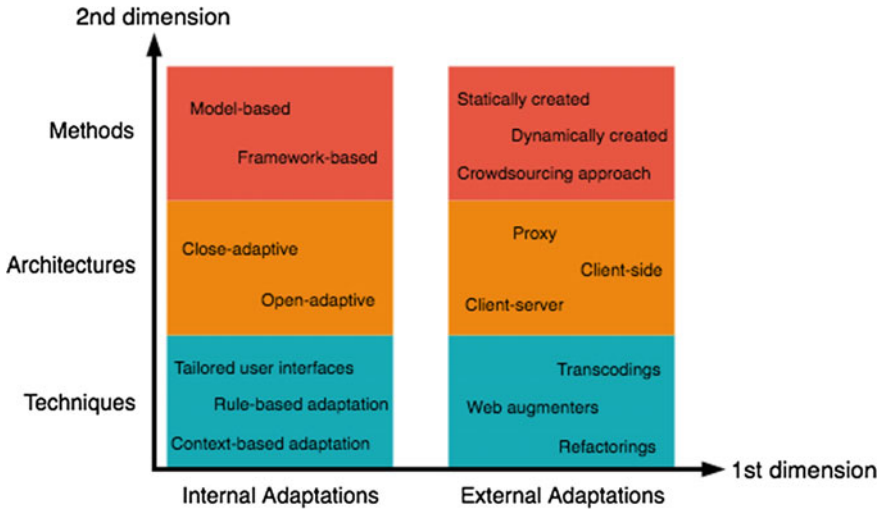 2nd dimension
Methods
Model-based
Framework-based
Statically created
Dynamically created
Crowdsourcing approach
Architectures
Close-adaptive
Open-adaptive
Proxy
Client-side
Client-server
Techniques
Tailored user interfaces
Rule-based adaptation
Context-based adaptation
Transcodings
Web augmenters
Refactorings
1st dimension
Internal Adaptations
External Adaptations